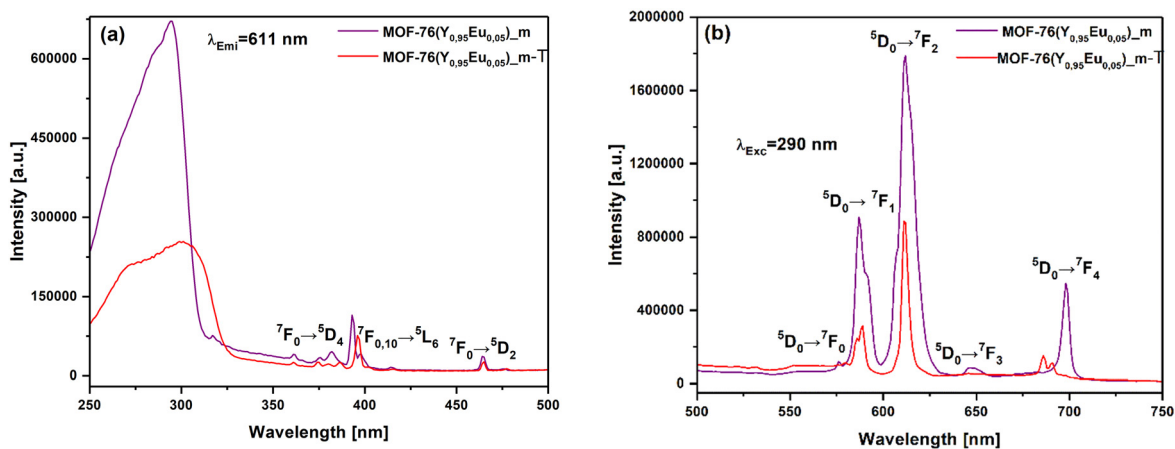 (a)
λEmi=611 nm
MOF-76(Y0,95Eu0,05)_m
MOF-76(Y0,95Eu0,05)_m-T
600000
450000
300000
150000
0
Intensity [a.u.]
7F0→5D4
7F0,10→5L6
7F0→5D2
250 300 350 400 450 500
Wavelength [nm]
(b)
5D0→7F2
MOF-76(Y0,95Eu0,05)_m
MOF-76(Y0,95Eu0,05)_m-T
λExc=290 nm
2000000
1600000
1200000
800000
400000
0
Intensity [a.u.]
5D0→ 7F1
5D0→7F4
5D0→7F0
5D0→7F3
500 550 600 650 700 750
Wavelength [nm]